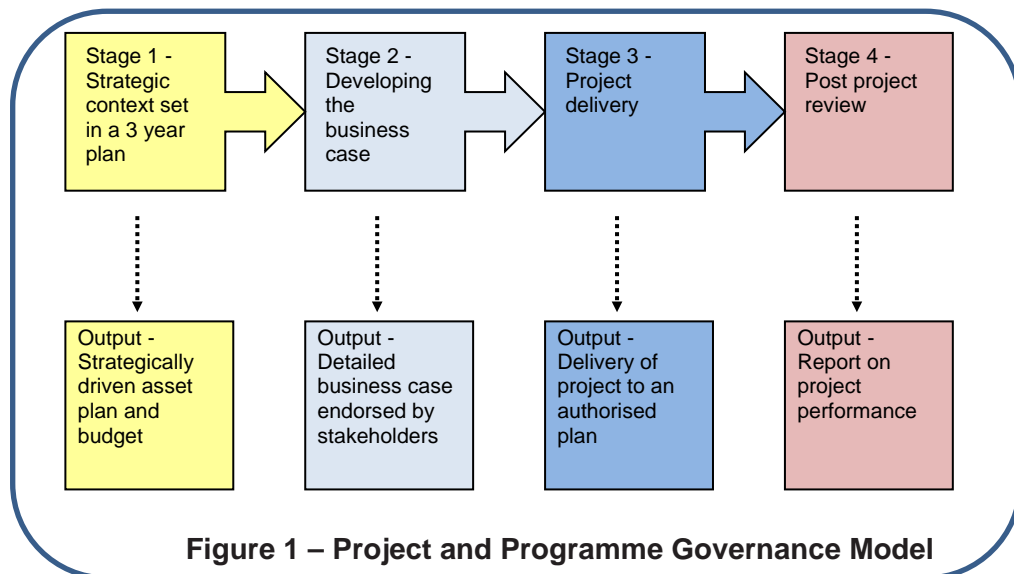 Stage 1 -
Strategic
context set
in a 3 year
plan
Stage 2 -
Developing
the
business
case
Stage 3 -
Project
delivery
Stage 4 -
Post project
review
Output -
Strategically
driven asset
plan and
budget
Output -
Detailed
business case
endorsed by
stakeholders
Output -
Delivery of
project to an
authorised
plan
Output -
Report on
project
performance
Figure 1 – Project and Programme Governance Model